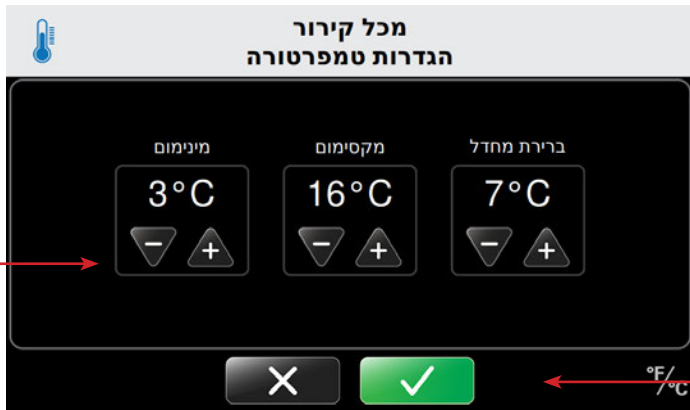 מכל קירור
הגדרות טמפרטורה
ברירת מחדל
מקסימום
מינימום
7°C
16°C
3°C
− +
− +
− +
°F/°C